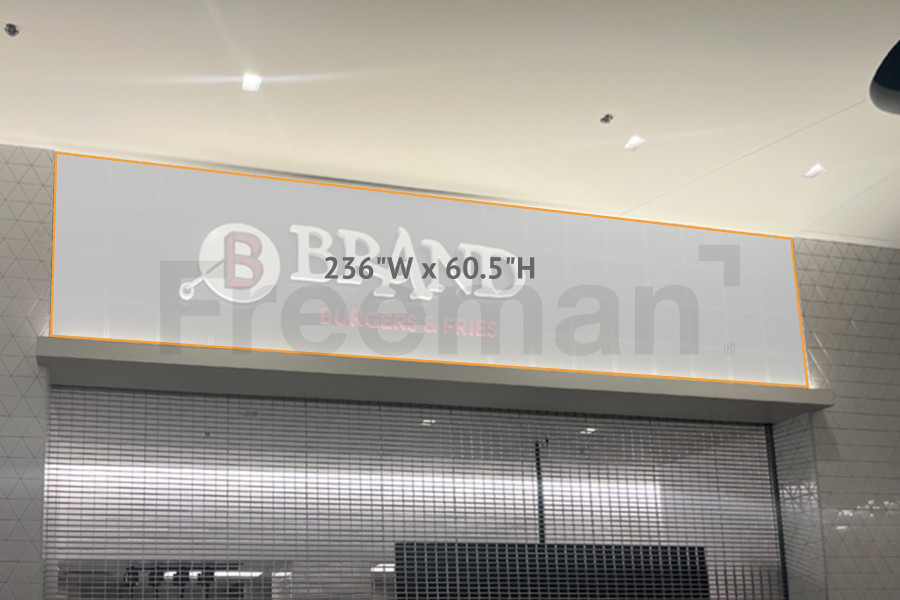 B BRAND
236"W x 60.5"H
BURGERS & FRIES
Freeman
®